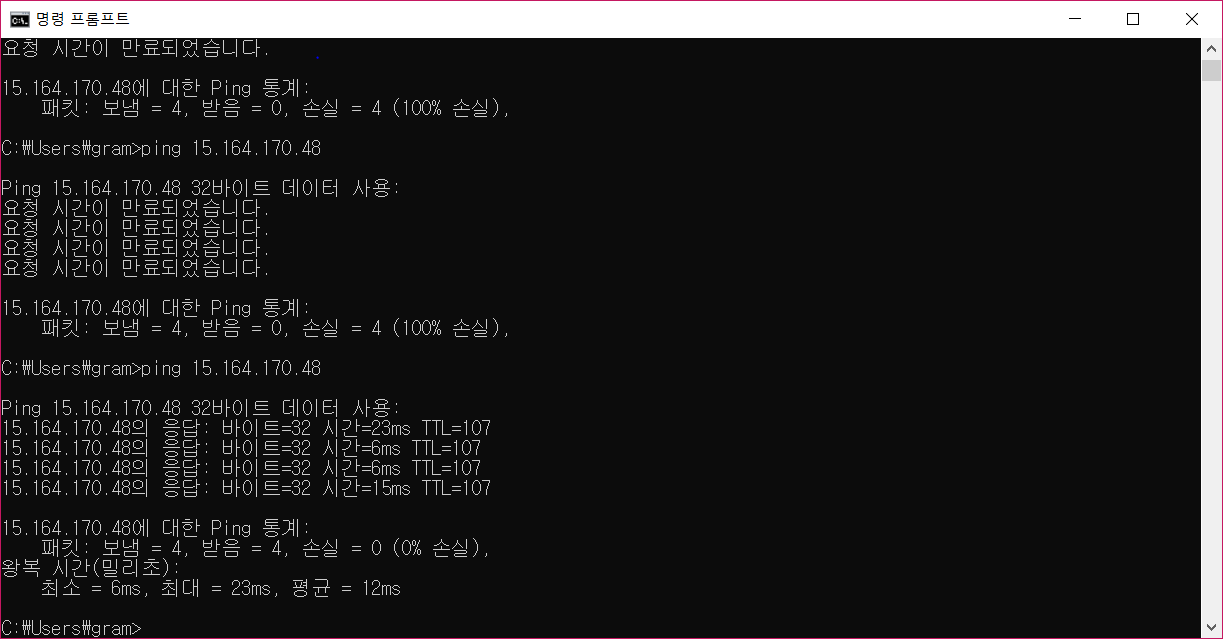 명령 프롬프트
요청 시간이 만료되었습니다.
15.164.170.48에 대한 Ping 통계:
    패킷: 보냄 = 4, 받음 = 0, 손실 = 4 (100% 손실),
C:₩Users₩gram>ping 15.164.170.48
Ping 15.164.170.48 32바이트 데이터 사용:
요청 시간이 만료되었습니다.
요청 시간이 만료되었습니다.
요청 시간이 만료되었습니다.
요청 시간이 만료되었습니다.
15.164.170.48에 대한 Ping 통계:
    패킷: 보냄 = 4, 받음 = 0, 손실 = 4 (100% 손실),
C:₩Users₩gram>ping 15.164.170.48
Ping 15.164.170.48 32바이트 데이터 사용:
15.164.170.48의 응답: 바이트=32 시간=23ms TTL=107
15.164.170.48의 응답: 바이트=32 시간=6ms TTL=107
15.164.170.48의 응답: 바이트=32 시간=6ms TTL=107
15.164.170.48의 응답: 바이트=32 시간=15ms TTL=107
15.164.170.48에 대한 Ping 통계:
    패킷: 보냄 = 4, 받음 = 4, 손실 = 0 (0% 손실),
왕복 시간(밀리초):
    최소 = 6ms, 최대 = 23ms, 평균 = 12ms
C:₩Users₩gram>